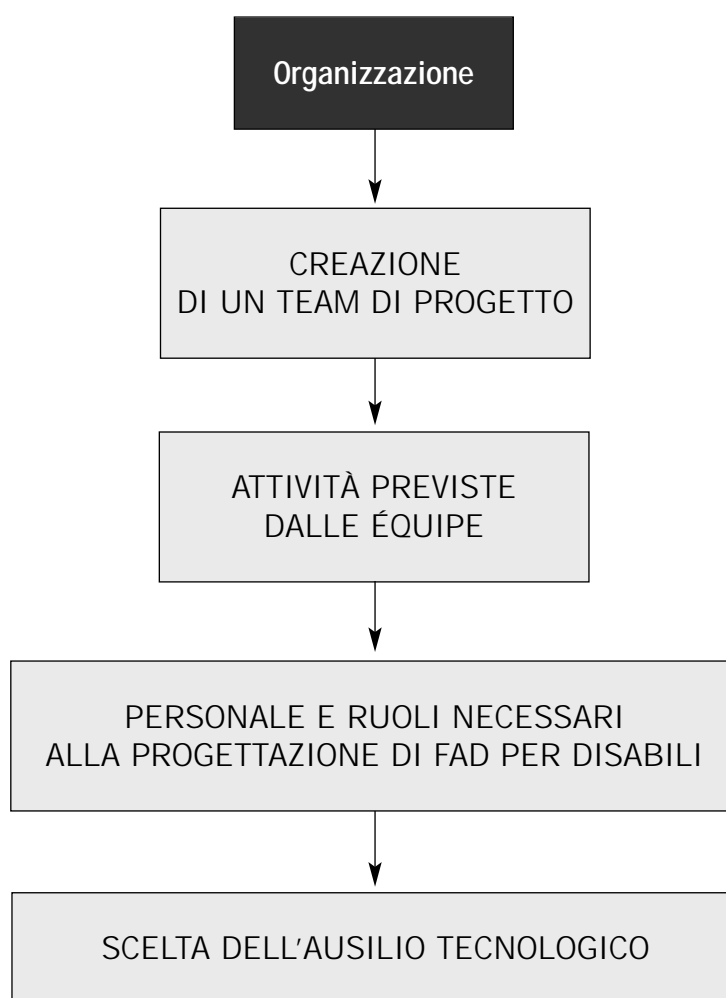 Organizzazione
CREAZIONE
DI UN TEAM DI PROGETTO
ATTIVITÀ PREVISTE
DALLE ÉQUIPE
PERSONALE E RUOLI NECESSARI
ALLA PROGETTAZIONE DI FAD PER DISABILI
SCELTA DELL'AUSILIO TECNOLOGICO